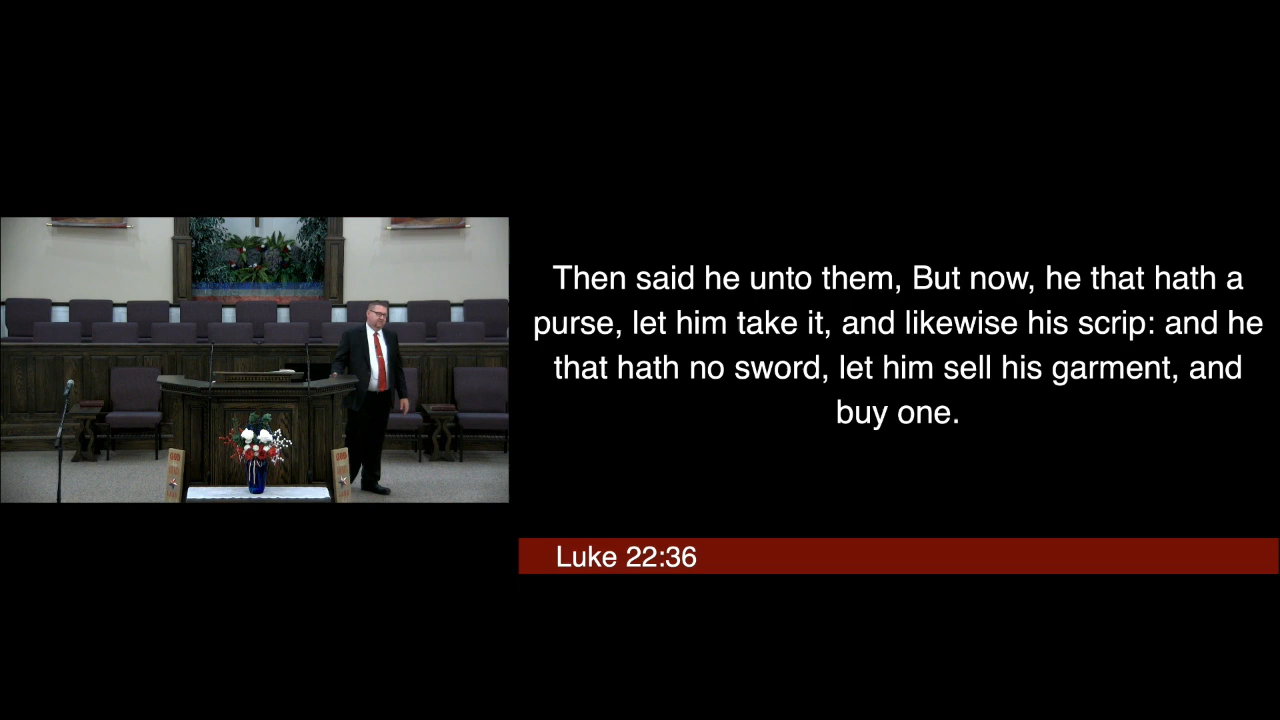 Then said he unto them, But now, he that hath a
purse, let him take it, and likewise his scrip: and he
that hath no sword, let him sell his garment, and
buy one.
Luke 22:36